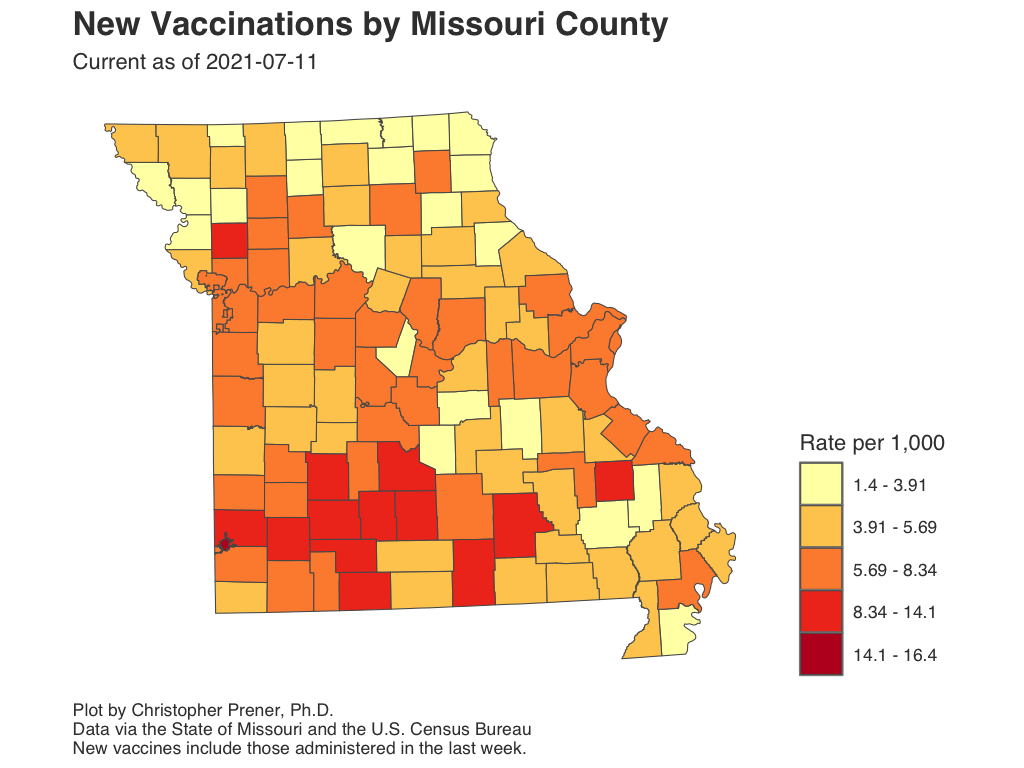 New Vaccinations by Missouri County
Current as of 2021-07-11
Rate per 1,000
1.4 - 3.91
3.91 - 5.69
5.69 - 8.34
8.34 - 14.1
14.1 - 16.4
Plot by Christopher Prener, Ph.D.
Data via the State of Missouri and the U.S. Census Bureau
New vaccines include those administered in the last week.